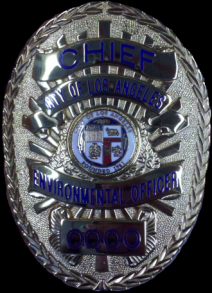 CHIEF
CITY OF LOS ANGELES
ENVIRONMENTAL OFFICER
0000